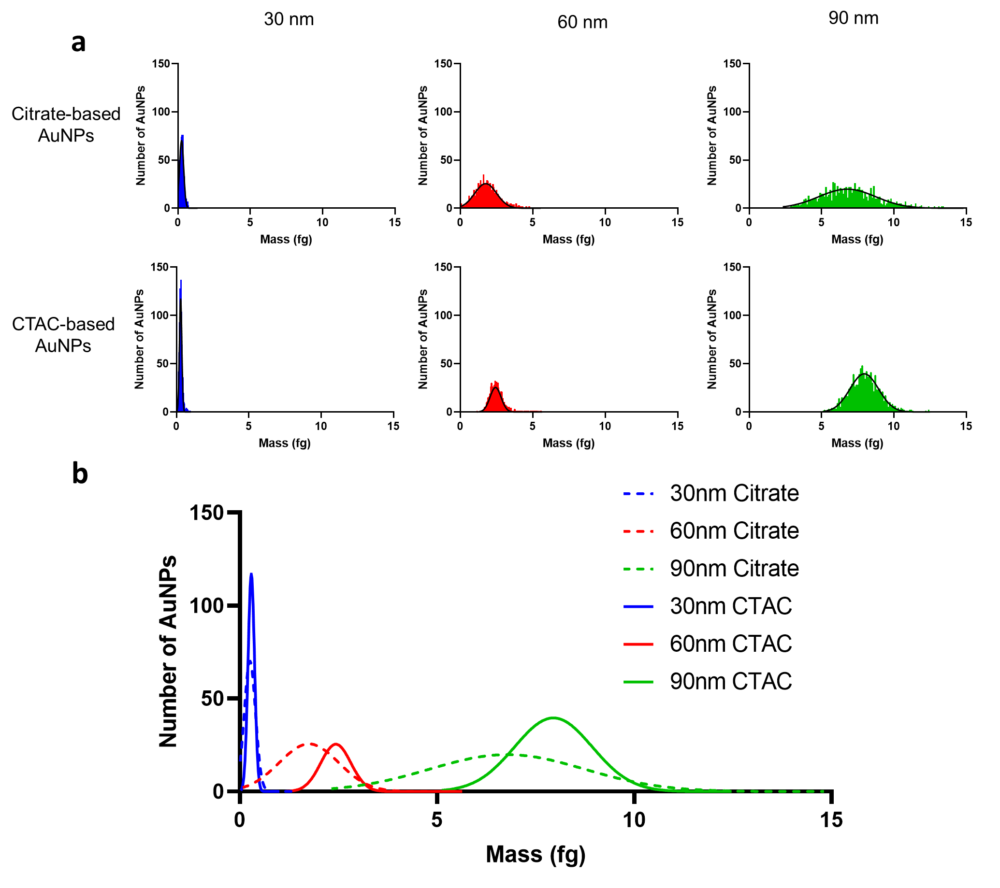 30 nm
60 nm
90 nm
a
Citrate-based
AuNPs
Number of AuNPs
150
100
50
0
0
5
10
15
Mass (fg)
Number of AuNPs
150
100
50
0
0
5
10
15
Mass (fg)
Number of AuNPs
150
100
50
0
0
5
10
15
Mass (fg)
CTAC-based
AuNPs
Number of AuNPs
150
100
50
0
0
5
10
15
Mass (fg)
Number of AuNPs
150
100
50
0
0
5
10
15
Mass (fg)
Number of AuNPs
150
100
50
0
0
5
10
15
Mass (fg)
b
Number of AuNPs
150
100
50
0
0
5
10
15
Mass (fg)
30nm Citrate
60nm Citrate
90nm Citrate
30nm CTAC
60nm CTAC
90nm CTAC